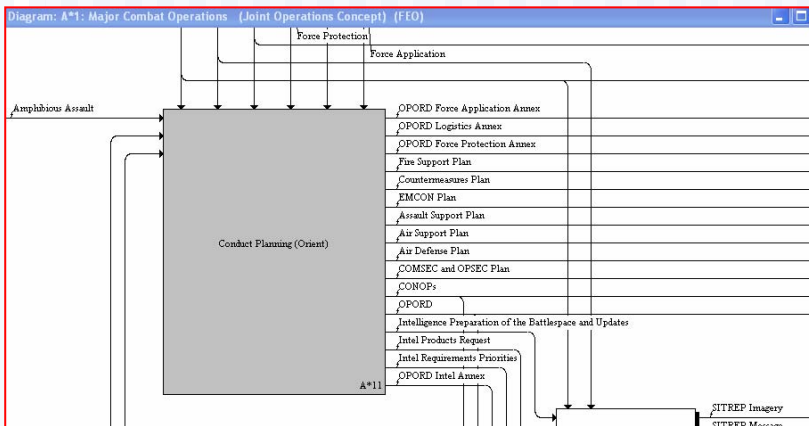 Diagram: A*1: Major Combat Operations (Joint Operations Concept) (FEO)
Force Protection
Force Application
Amphibious Assault
OPORD Force Application Annex
OPORD Logistics Annex
OPORD Force Protection Annex
Fire Support Plan
Countermeasures Plan
EMCON Plan
Assault Support Plan
Conduct Planning (Orient)
Air Support Plan
Air Defense Plan
COMSEC and OPSEC Plan
CONOPs
OPORD
Intelligence Preparation of the Battlespace and Updates
Intel Products Request
Intel Requirements Priorities
OPORD Intel Annex
A*11
SITREP Imagery
SITREP Message